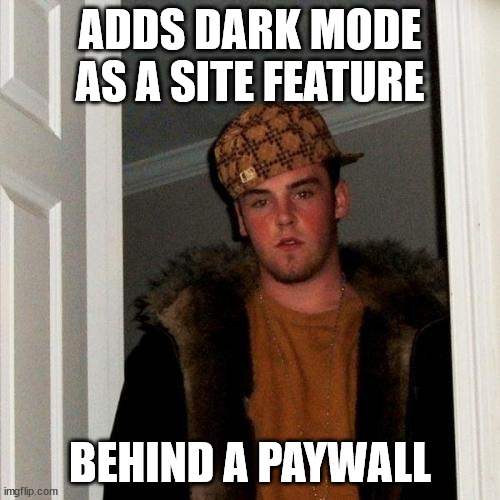 ADDS DARK MODE
AS A SITE FEATURE
BEHIND A PAYWALL
imgflip.com